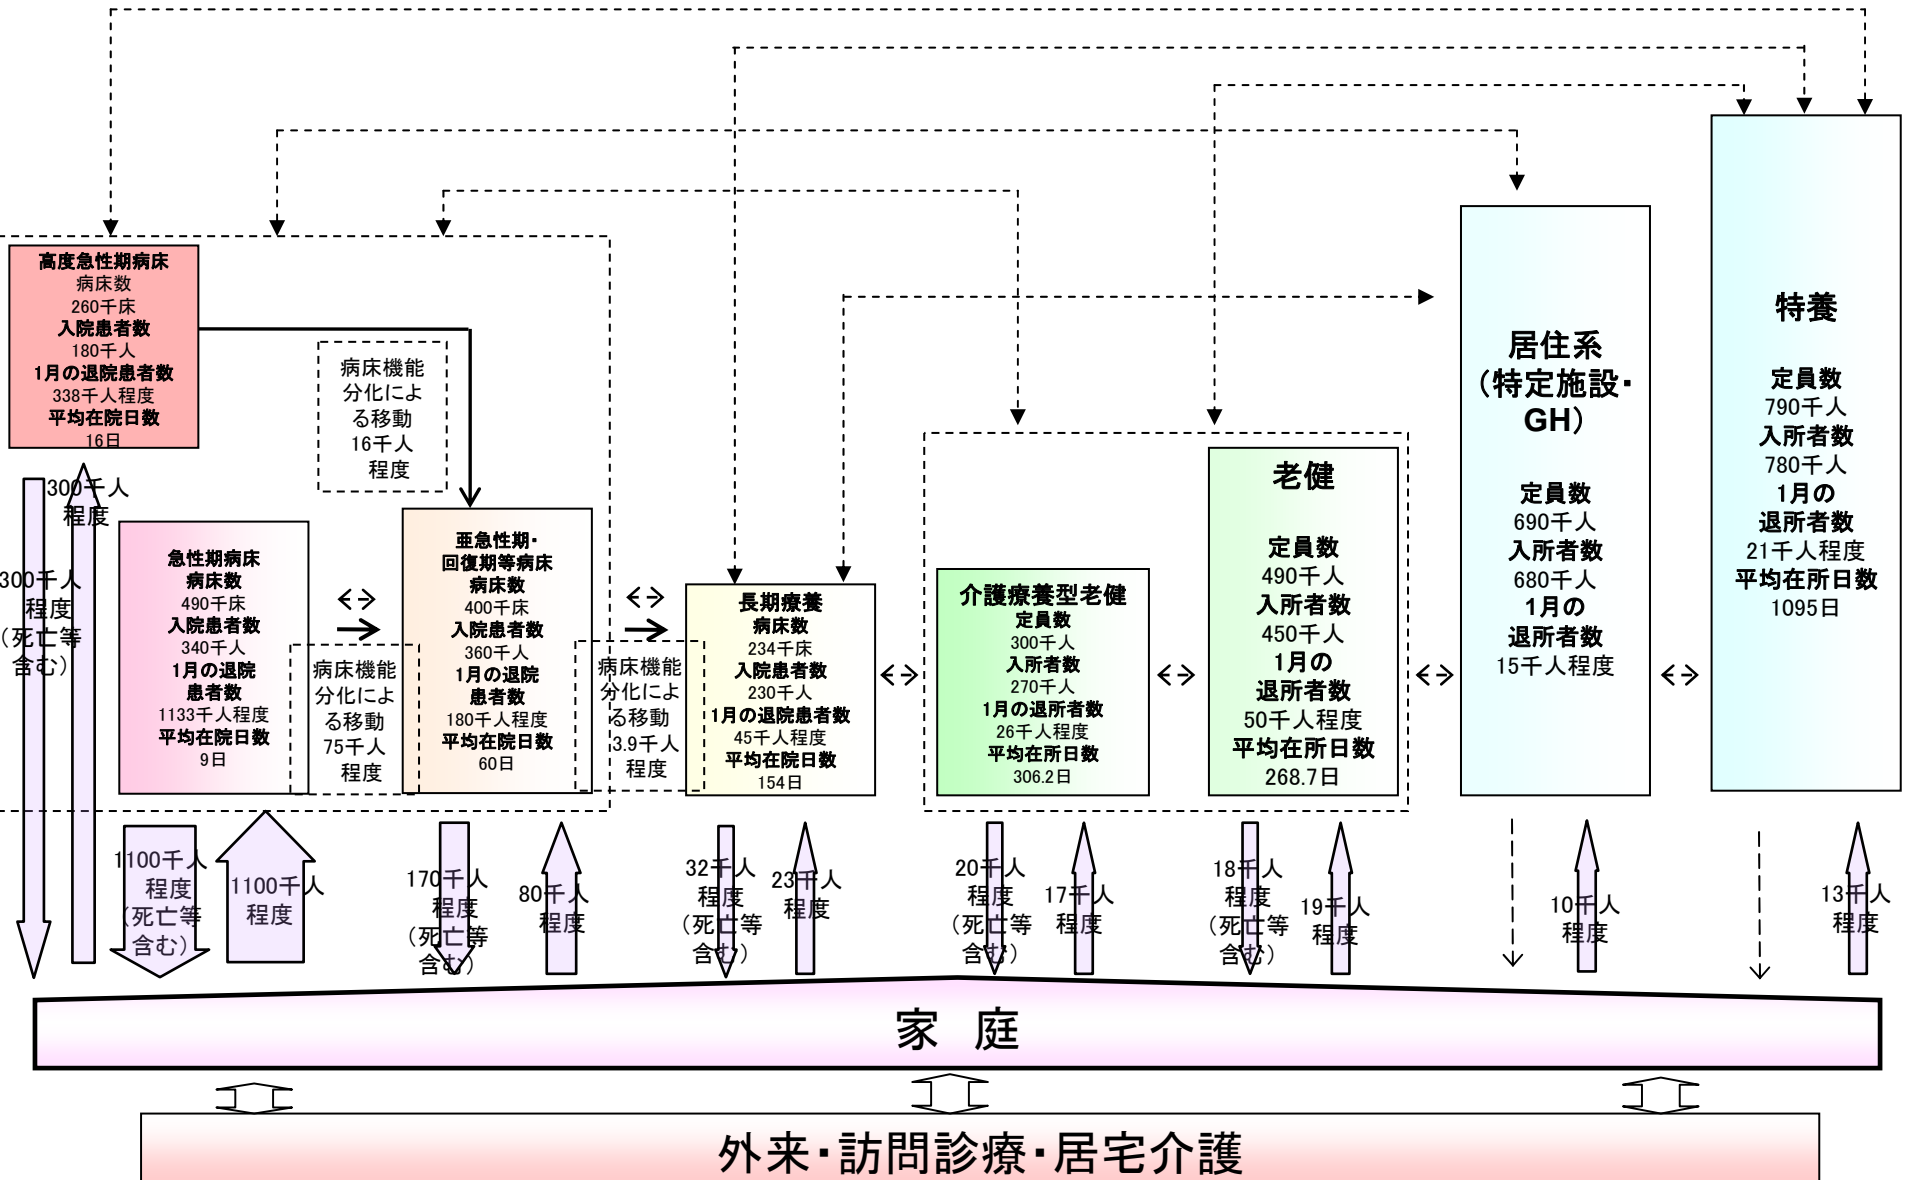 高度急性期病床
病床数
260千床
入院患者数
180千人
1月の退院患者数
338千人程度
平均在院日数
16日
病床機能
分化によ
る移動
16千人
程度
300千人
程度
300千人
程度
（死亡等
含む）
急性期病床
病床数
490千床
入院患者数
340千人
1月の退院
患者数
1133千人程度
平均在院日数
9日
病床機能
分化によ
る移動
75千人
程度
亜急性期・
回復期等病床
病床数
400千床
入院患者数
360千人
1月の退院
患者数
180千人程度
平均在院日数
60日
病床機能
分化によ
る移動
3.9千人
程度
長期療養
病床数
234千床
入院患者数
230千人
1月の退院患者数
45千人程度
平均在院日数
154日
介護療養型老健
定員数
300千人
入所者数
270千人
1月の退所者数
26千人程度
平均在所日数
306.2日
老健
定員数
490千人
入所者数
450千人
1月の
退所者数
50千人程度
平均在所日数
268.7日
居住系
（特定施設・
GH）
定員数
690千人
入所者数
680千人
1月の
退所者数
15千人程度
特養
定員数
790千人
入所者数
780千人
1月の
退所者数
21千人程度
平均在所日数
1095日
1100千人
程度
（死亡等
含む）
1100千人
程度
170千人
程度
（死亡等
含む）
80千人
程度
32千人
程度
（死亡等
含む）
23千人
程度
20千人
程度
（死亡等
含む）
17千人
程度
18千人
程度
（死亡等
含む）
19千人
程度
10千人
程度
13千人
程度
家　庭
外来・訪問診療・居宅介護